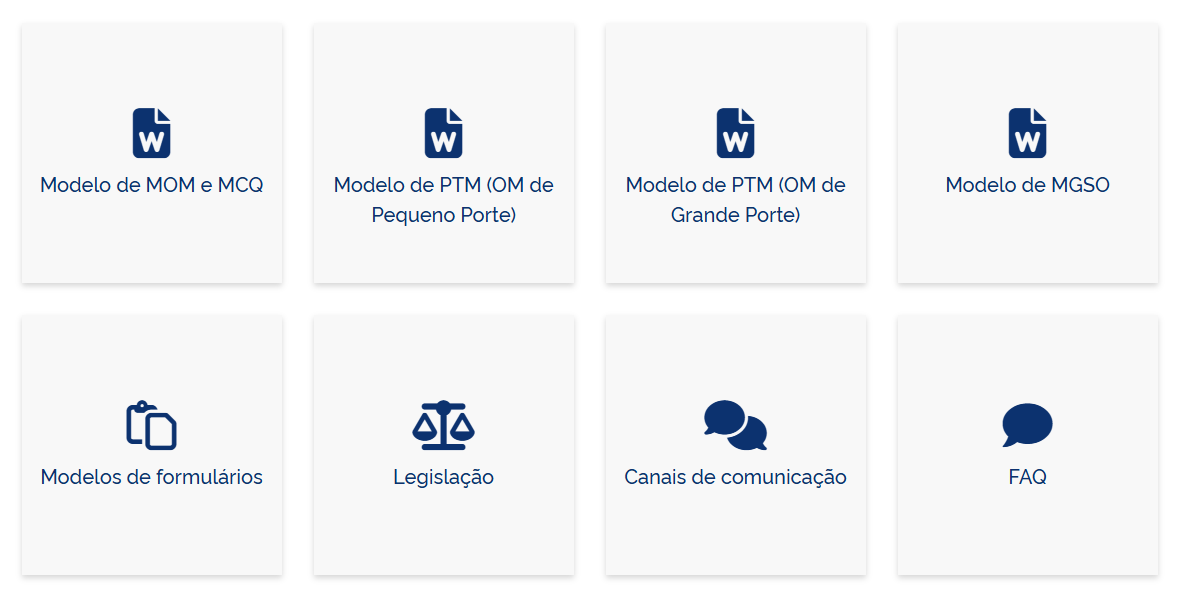 Modelo de MOM e MCQ
Modelo de PTM (OM de
Pequeno Porte)
Modelo de PTM (OM de
Grande Porte)
Modelo de MGSO
Modelos de formulários
Legislação
Canais de comunicação
FAQ